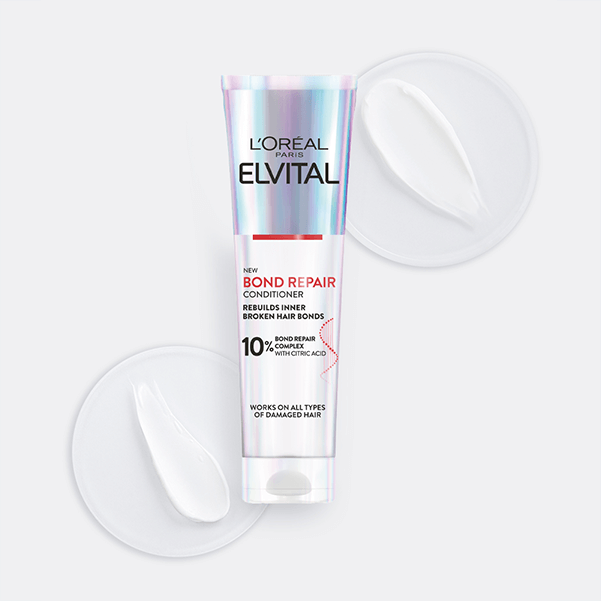 L'ORÉAL
PARIS
ELVITAL
NEW
BOND REPAIR
CONDITIONER
REBUILDS INNER
BROKEN HAIR BONDS
10% BOND REPAIR
COMPLEX
WITH CITRIC ACID
WORKS ON ALL TYPES
OF DAMAGED HAIR